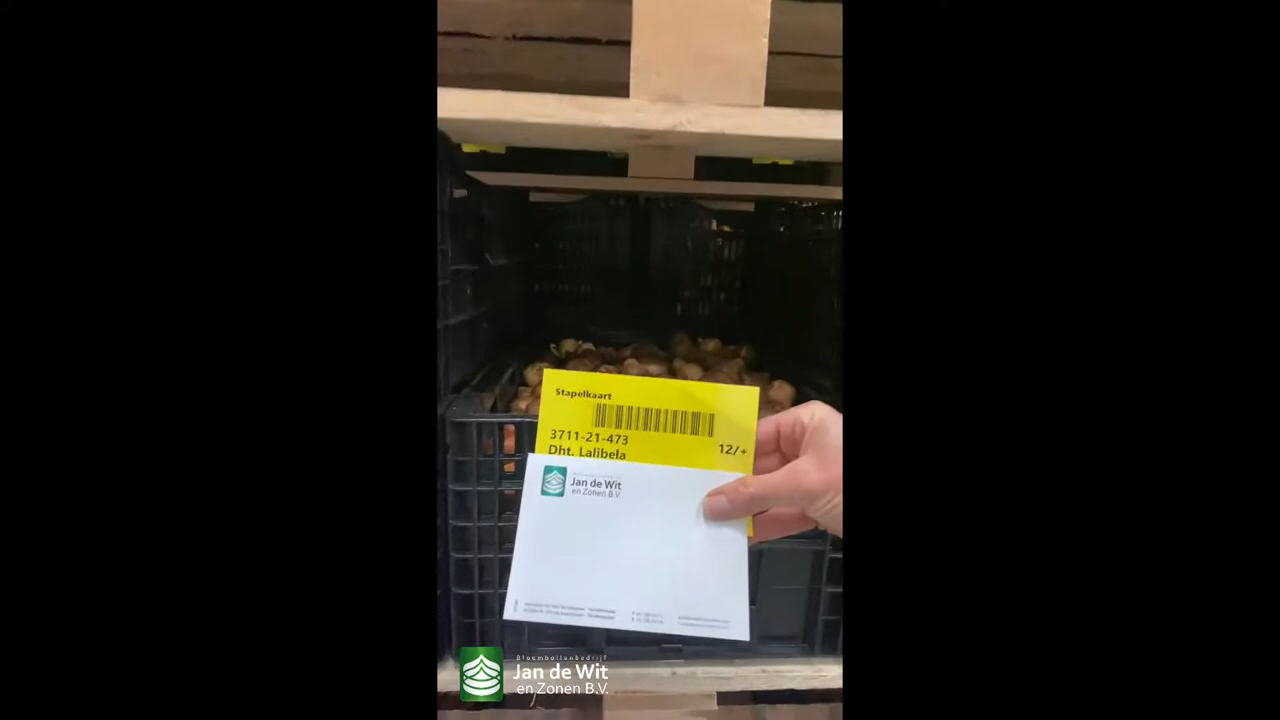 Stapelkaart
3711-21-473
12/+
Dht. Lalibela
Jan de Wit
en Zonen B.V.
Bloembollenbedrijf
Jan de Wit
en Zonen B.V.